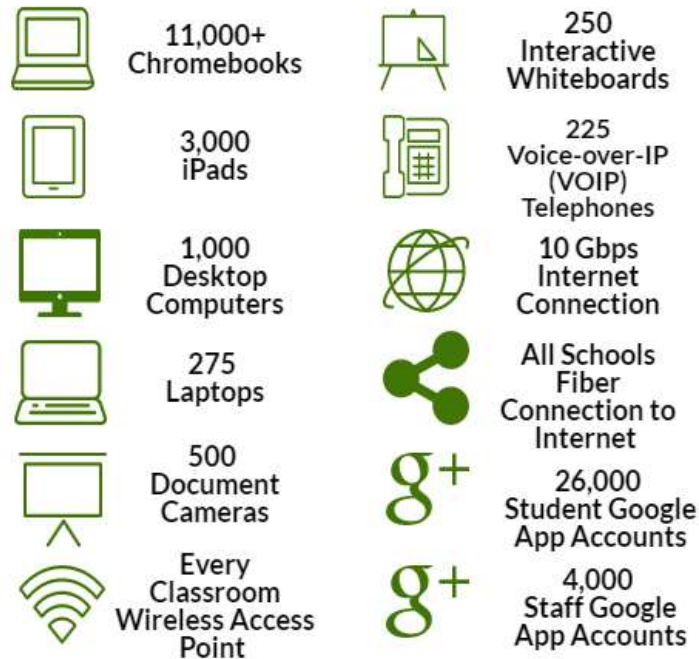 11,000+
Chromebooks
3,000
iPads
1,000
Desktop
Computers
275
Laptops
500
Document
Cameras
Every
Classroom
Wireless Access
Point
250
Interactive
Whiteboards
225
Voice-over-IP
(VOIP)
Telephones
10 Gbps
Internet
Connection
All Schools
Fiber
Connection to
Internet
g+
26,000
Student Google
App Accounts
g+
4,000
Staff Google
App Accounts